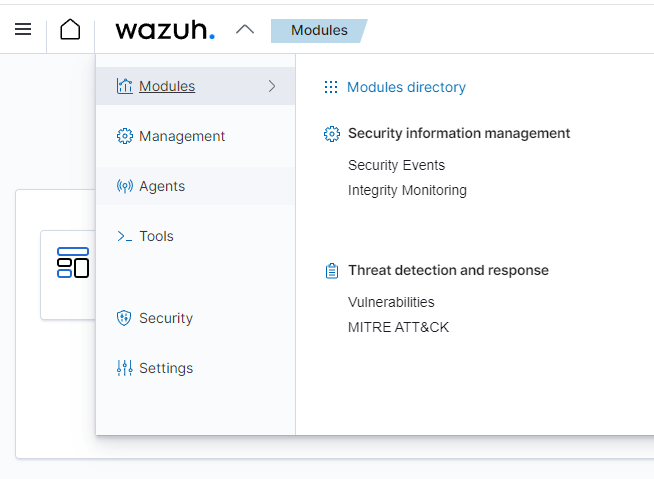 wazuh.
Modules
Modules
Management
Agents
Tools
Security
Settings
Modules directory
Security information management
Security Events
Integrity Monitoring
Threat detection and response
Vulnerabilities
MITRE ATT&CK